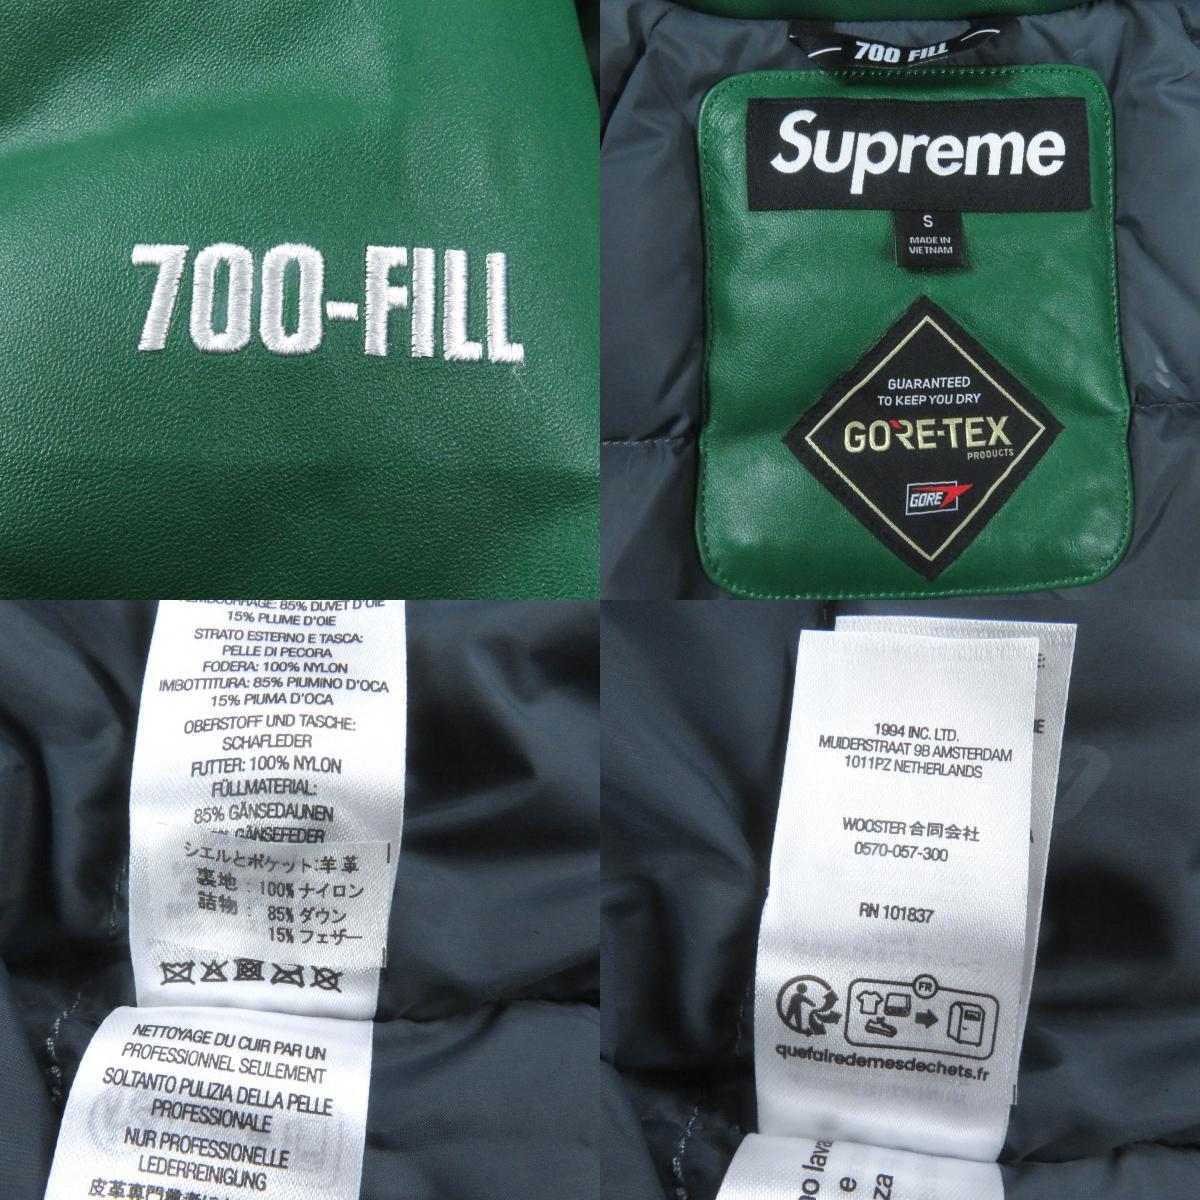 700-FILL
700 FILL
Supreme
S
MADE IN
VIETNAM
GUARANTEED
TO KEEP YOU DRY
GORE-TEX
PRODUCTS
GORE
REMBOURRAGE: 85% DUVET D'OIE
15% PLUME D'OIE
STRATO ESTERNO E TASCA:
PELLE DI PECORA
FODERA: 100% NYLON
IMBOTTITURA: 85% PIUMINO D'OCA
15% PIUMA D'OCA
OBERSTOFF UND TASCHE:
SCHAFLEDER
FUTTER: 100% NYLON
FÜLLMATERIAL:
85% GÄNSEDAUNEN
GÄNSEFEDER
シエルとポケット:羊革
裏地:100%ナイロン
詰物:85%ダウン
15%フェザー
NETTOYAGE DU CUIR PAR UN
PROFESSIONNEL SEULEMENT
SOLTANTO PULIZIA DELLA PELLE
PROFESSIONALE
NUR PROFESSIONELLE
LEDERREINIGUNG
1994 INC. LTD.
MUIDERSTRAAT 9B AMSTERDAM
1011PZ NETHERLANDS
WOOSTER 合同会社
0570-057-300
RN 101837
FR
quefairedemesdechets.fr